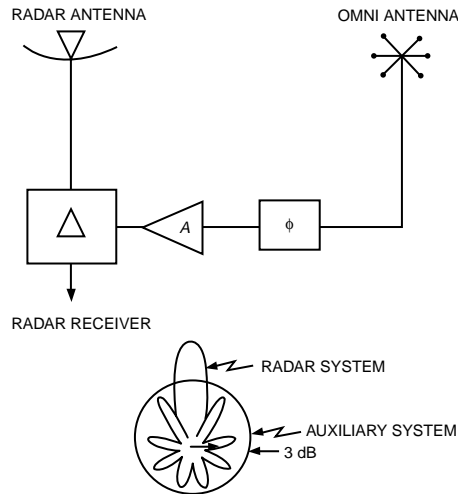 RADAR ANTENNA
OMNI ANTENNA
Δ
A
ϕ
RADAR RECEIVER
RADAR SYSTEM
AUXILIARY SYSTEM
3 dB